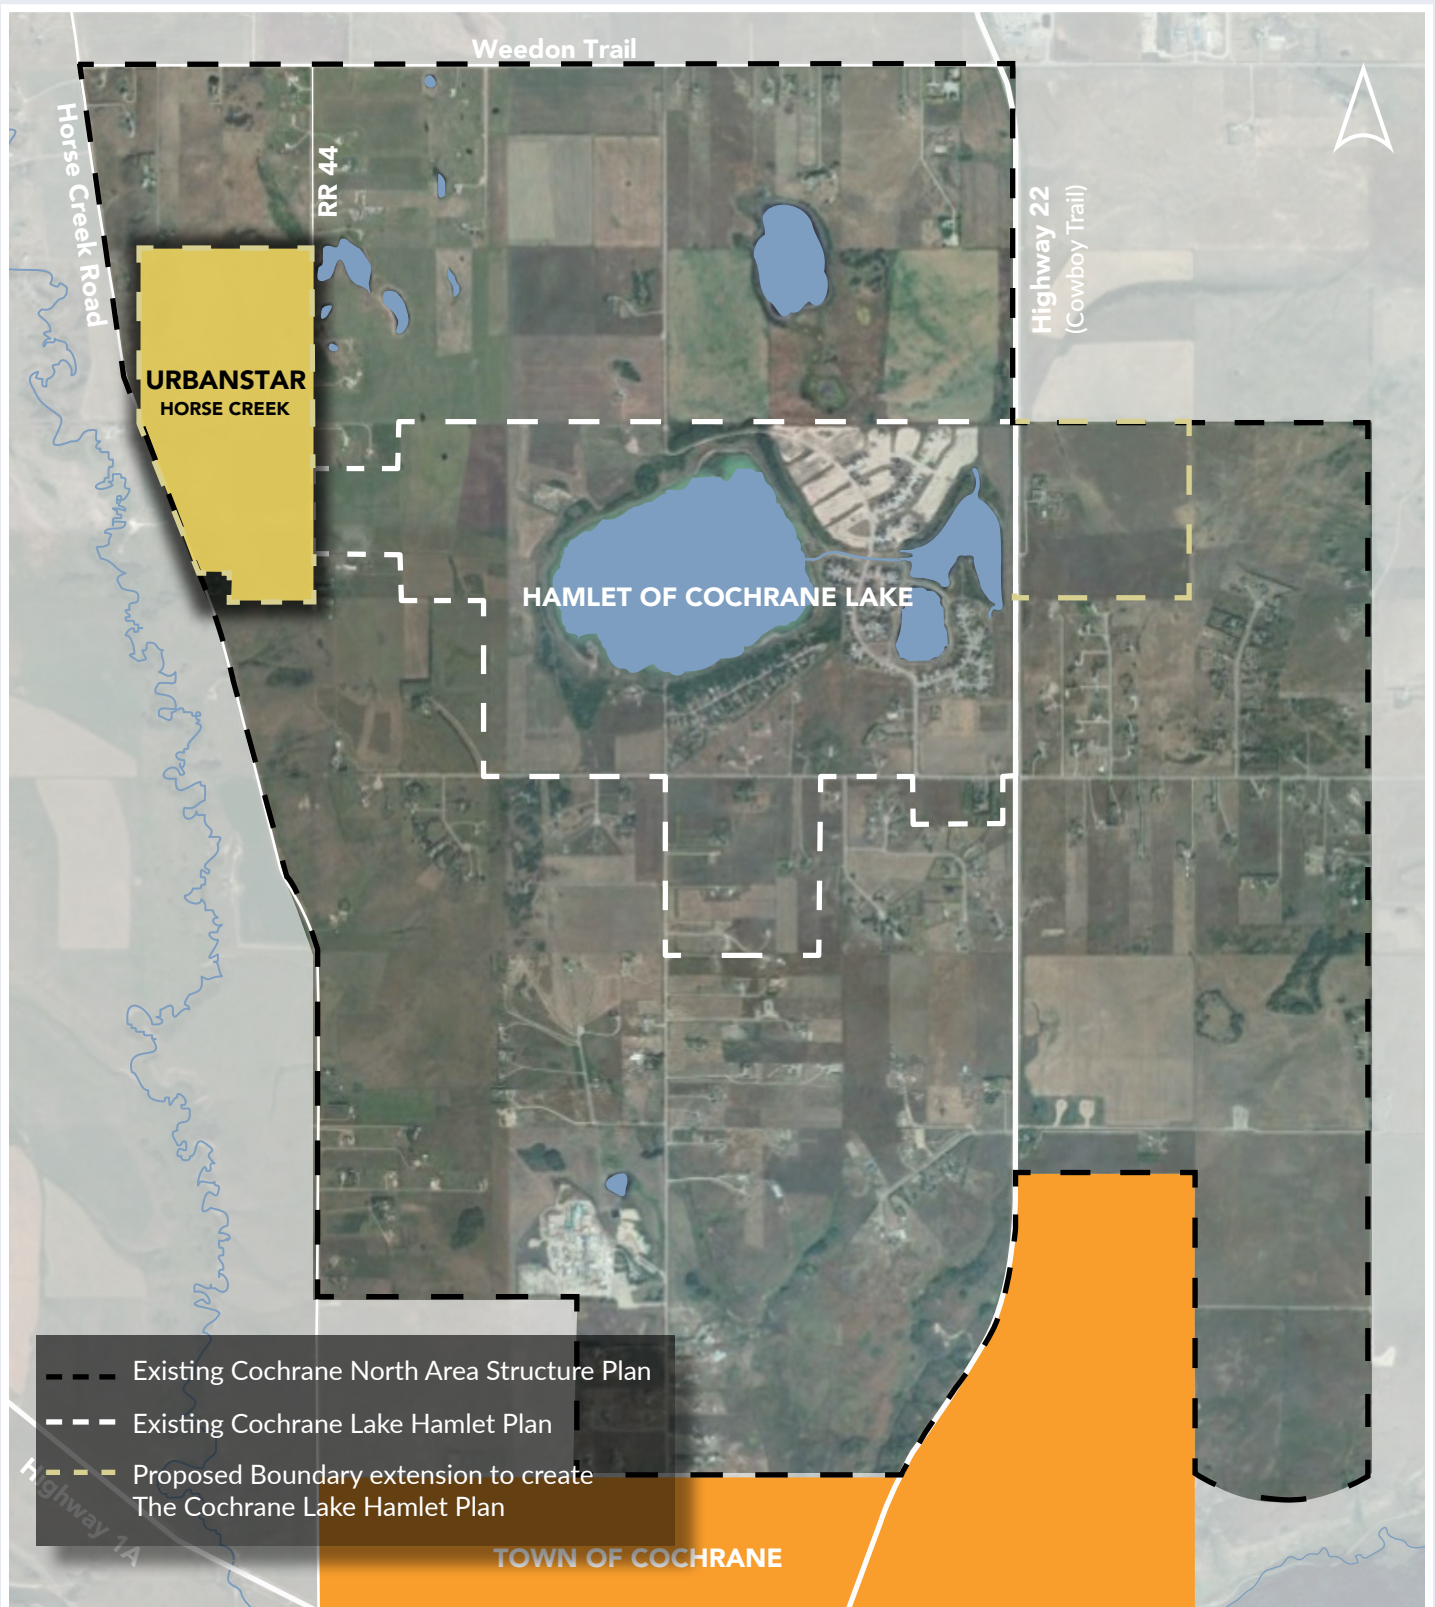 Weedon Trail
Horse Creek Road
RR 44
Highway 22
(Cowboy Trail)
URBANSTAR
HORSE CREEK
HAMLET OF COCHRANE LAKE
Existing Cochrane North Area Structure Plan
Existing Cochrane Lake Hamlet Plan
Proposed Boundary extension to create
The Cochrane Lake Hamlet Plan
Highway 1A
TOWN OF COCHRANE